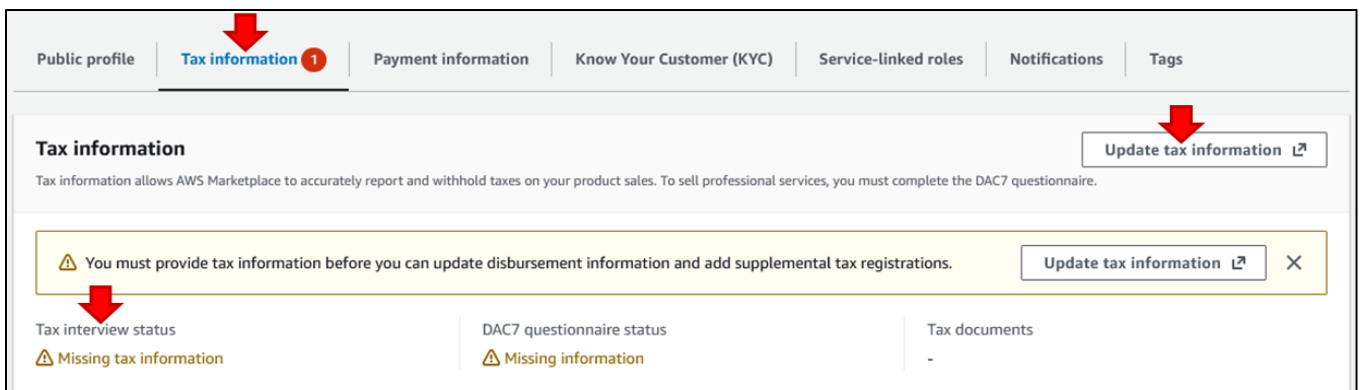 Public profile
Tax information 1
Payment information
Know Your Customer (KYC)
Service-linked roles
Notifications
Tags
Tax information
Update tax information
Tax information allows AWS Marketplace to accurately report and withhold taxes on your product sales. To sell professional services, you must complete the DAC7 questionnaire.
You must provide tax information before you can update disbursement information and add supplemental tax registrations.
Update tax information
Tax interview status
Missing tax information
DAC7 questionnaire status
Missing information
Tax documents
-